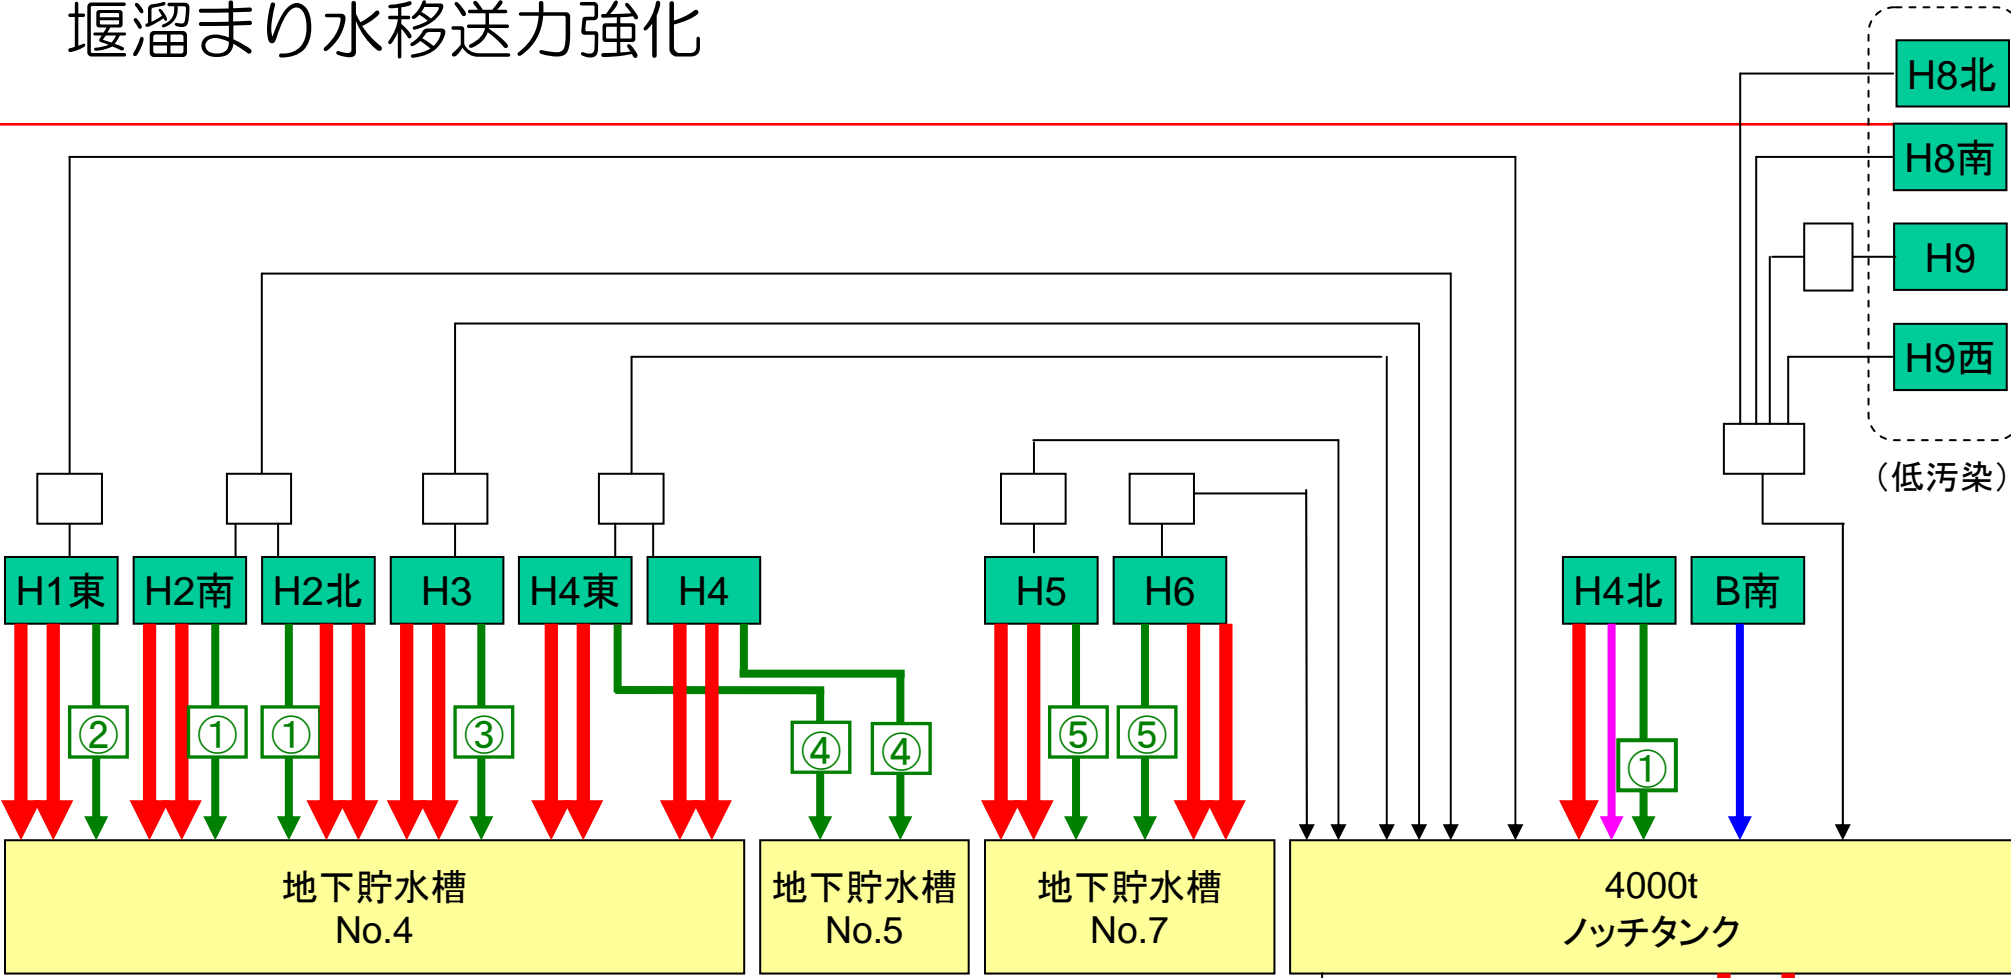 堰溜まり水移送力強化
H8北
H8南
H9
H9西
（低汚染）
H1東
H2南
H2北
H3
H4東
H4
H5
H6
H4北
B南
②
①
①
③
④
④
⑤
⑤
①
地下貯水槽
No.4
地下貯水槽
No.5
地下貯水槽
No.7
4000t
ノッチタンク